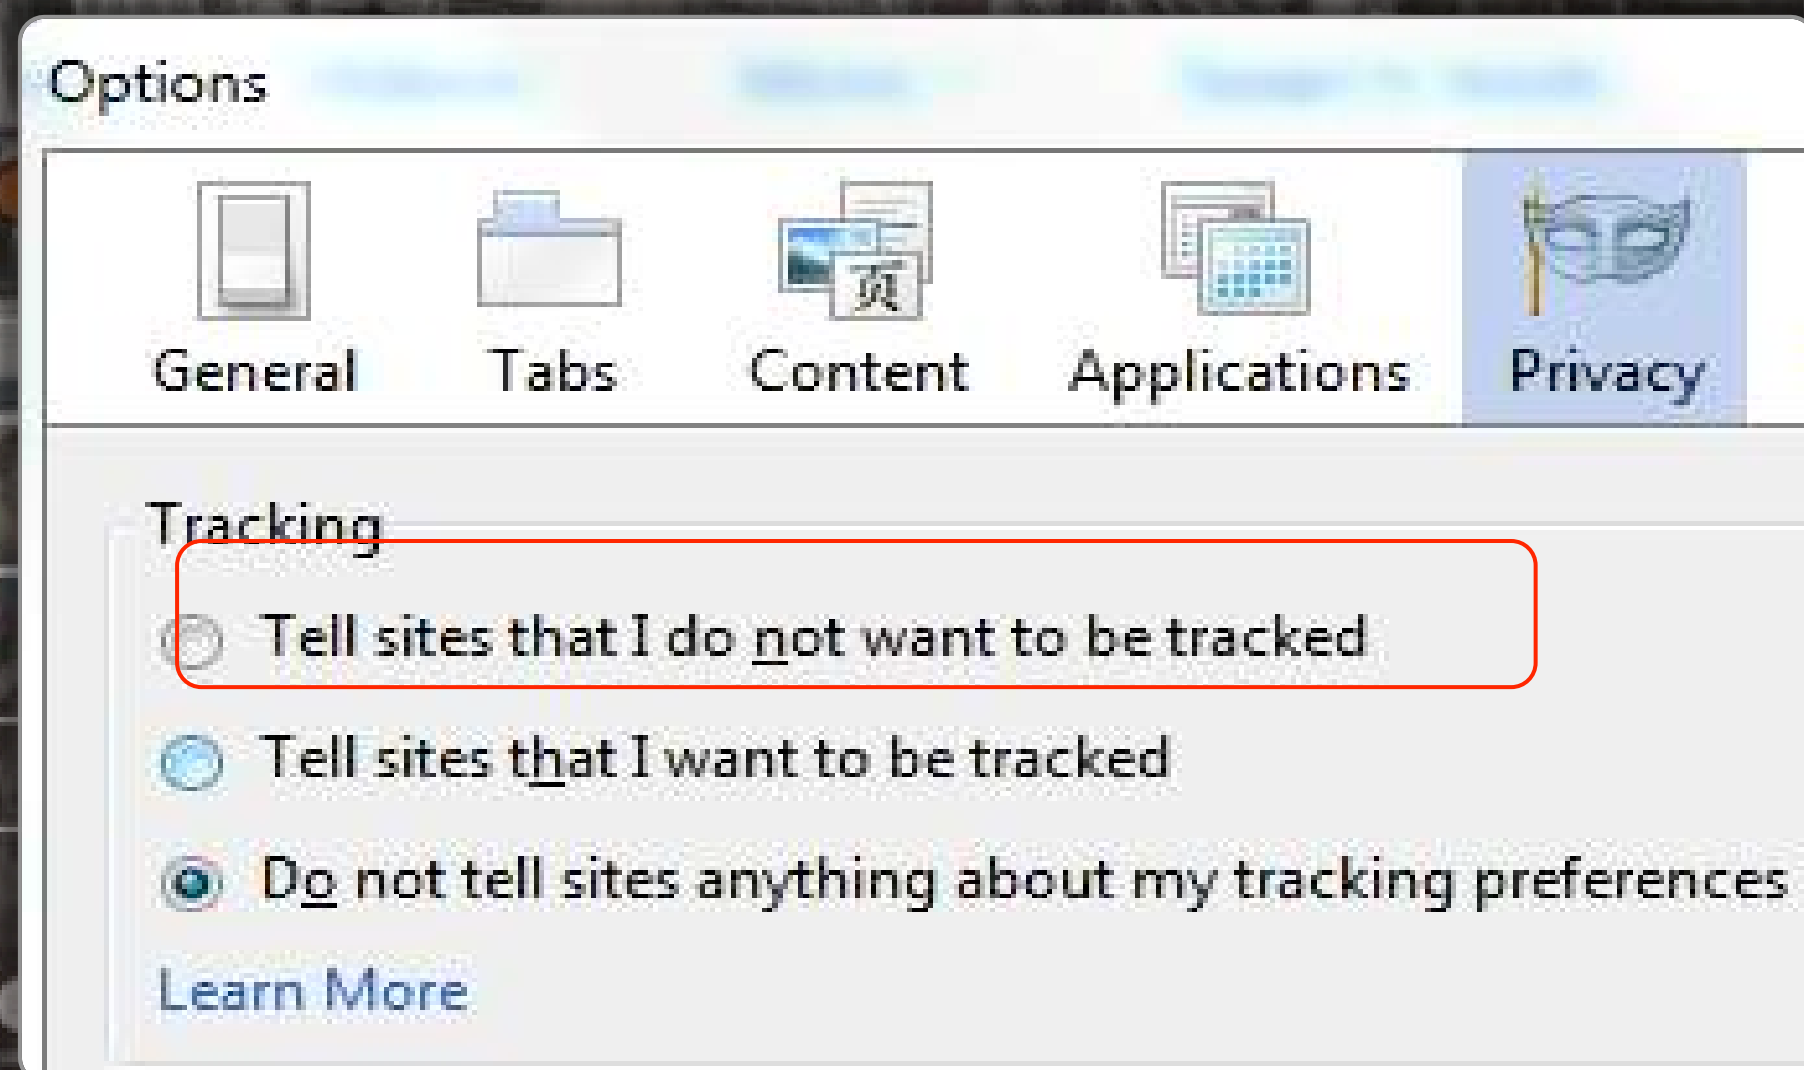 Options
页
General Tabs Content Applications Privacy
Tracking
Tell sites that I do not want to be tracked
Tell sites that I want to be tracked
Do not tell sites anything about my tracking preferences
Learn More